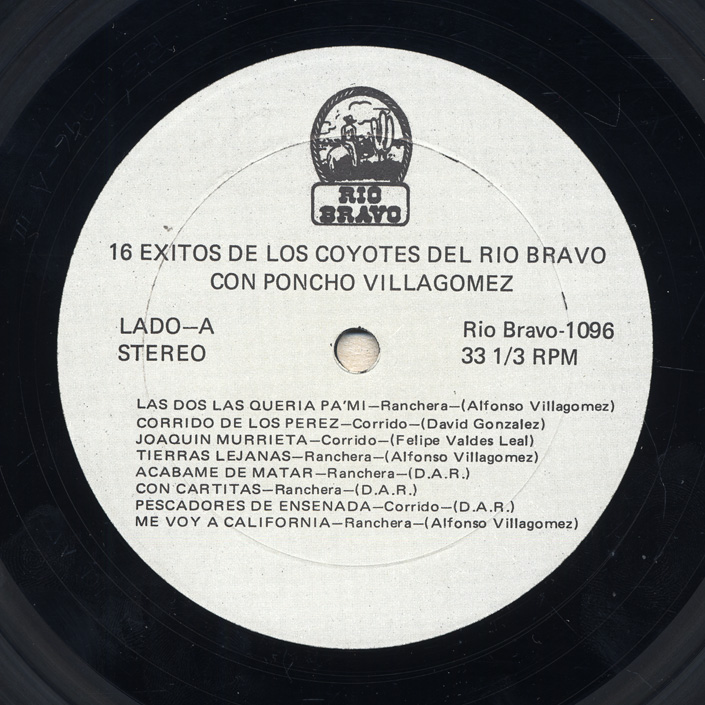 RIO
BRAVO
16 EXITOS DE LOS COYOTES DEL RIO BRAVO
CON PONCHO VILLAGOMEZ
LADO—A
STEREO
Rio Bravo-1096
33 1/3 RPM
LAS DOS LAS QUERIA PA'MI—Ranchera—(Alfonso Villagomez)
CORRIDO DE LOS PEREZ—Corrido—(David Gonzalez)
JOAQUIN MURRIETA—Corrido—(Felipe Valdes Leal)
TIERRAS LEJANAS—Ranchera—(Alfonso Villagomez)
ACABAME DE MATAR—Ranchera—(D.A.R.)
CON CARTITAS—Ranchera—(D.A.R.)
PESCADORES DE ENSENADA—Corrido—(D.A.R.)
ME VOY A CALIFORNIA—Ranchera—(Alfonso Villagomez)